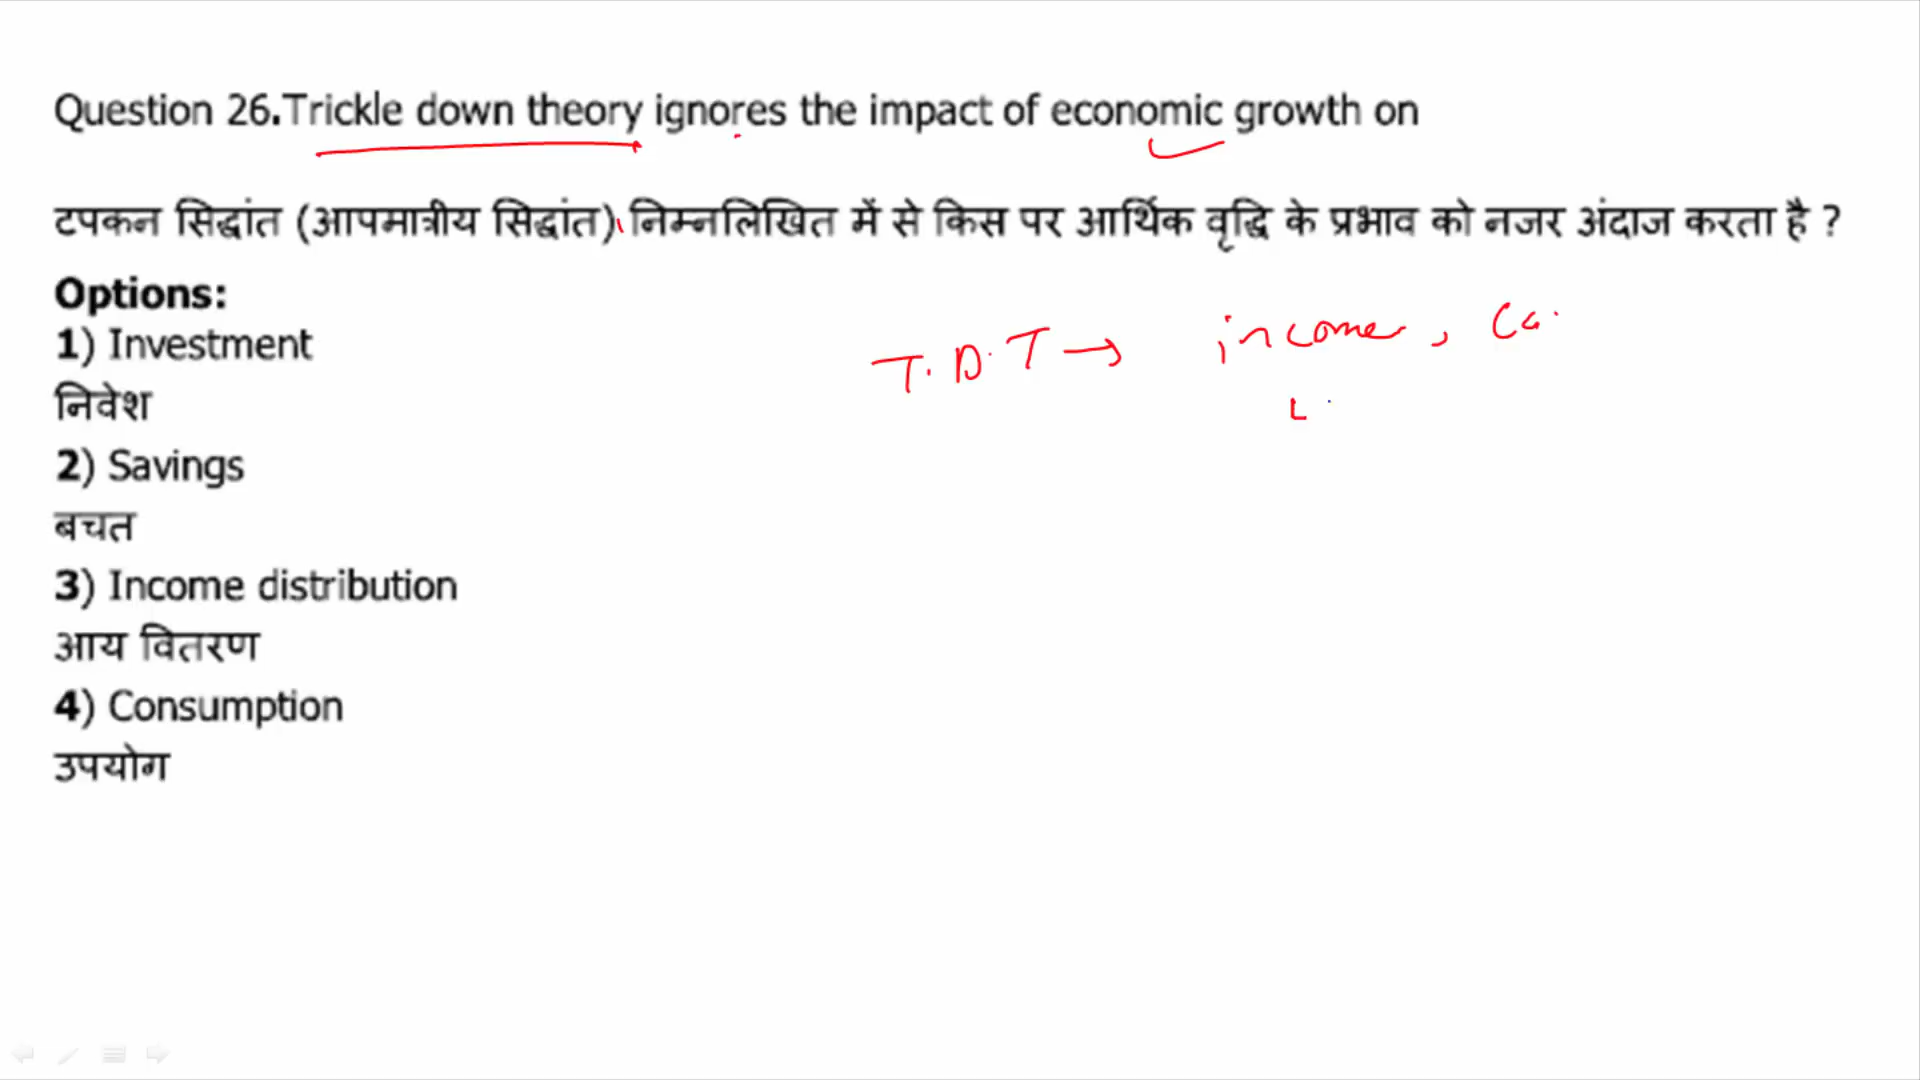 Question 26.Trickle down theory ignores the impact of economic growth on
टपकन सिद्धांत (आपमात्रीय सिद्धांत) निम्नलिखित में से किस पर आर्थिक वृद्धि के प्रभाव को नजर अंदाज करता है ?
Options:
1) Investment
निवेश
2) Savings
बचत
3) Income distribution
आय वितरण
4) Consumption
उपयोग
T.D.T → income,